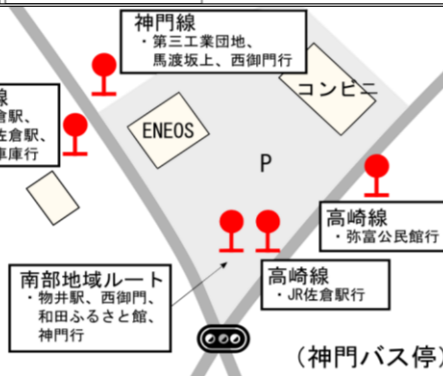 神門線
・第三工業団地、
馬渡坂上、西御門行
線
倉駅、
佐倉駅、
車庫行
コンビニ
ENEOS
P
高崎線
・弥富公民館行
南部地域ルート
・物井駅、西御門、
和田ふるさと館、
神門行
高崎線
・JR佐倉駅行
（神門バス停）